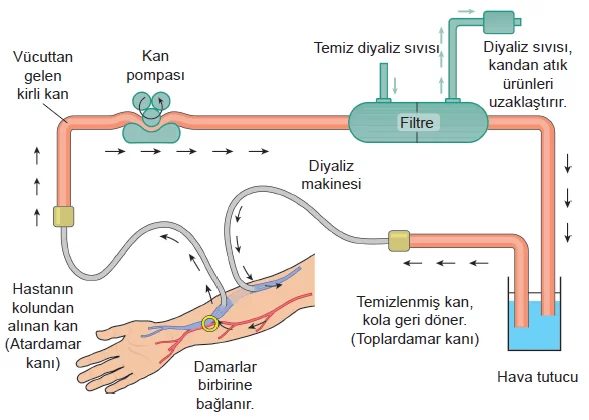 Vücuttan
gelen
kirli kan
Kan
pompası
Temiz diyaliz sıvısı
Diyaliz sıvısı,
kandan atık
ürünleri
uzaklaştırır.
Filtre
Diyaliz
makinesi
Hastanın
kolundan
alınan kan
(Atardamar
kanı)
Damarlar
birbirine
bağlanır.
Temizlenmiş kan,
kola geri döner.
(Toplardamar kanı)
Hava tutucu